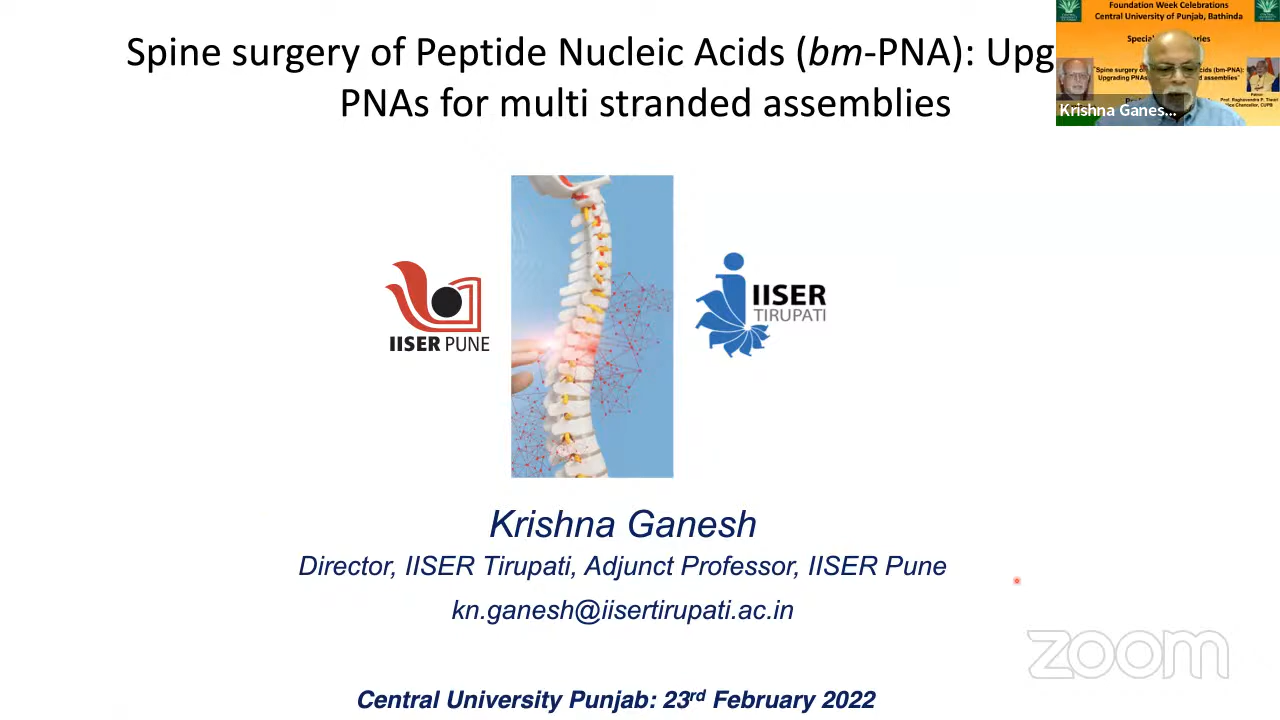 Spine surgery of Peptide Nucleic Acids (bm-PNA): Upg
PNAs for multi stranded assemblies
Foundation Week Celebrations
Central University of Punjab, Bathinda
Krishna Ganes...
IISER PUNE
IISER
TIRUPATI
Krishna Ganesh
Director, IISER Tirupati, Adjunct Professor, IISER Pune
kn.ganesh@iisertirupati.ac.in
zoom
Central University Punjab: 23rd February 2022